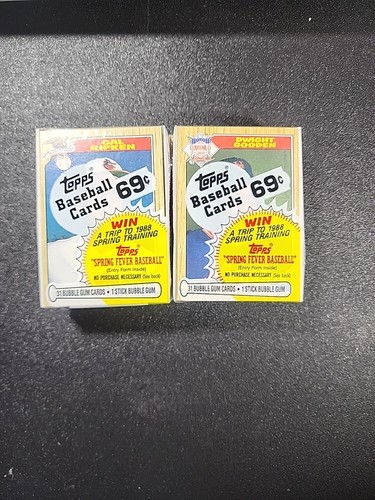 CAL
RIPKEN
Topps
Baseball
Cards
69¢
WIN
A TRIP TO 1988
SPRING TRAINING
Topps
"SPRING FEVER BASEBALL"
(Entry Form inside)
NO PURCHASE NECESSARY (See back)
31 BUBBLE GUM CARDS • 1 STICK BUBBLE GUM
DWIGHT
GOODEN
Topps
Baseball
Cards
69¢
WIN
A TRIP TO 1988
SPRING TRAINING
Topps
"SPRING FEVER BASEBALL"
(Entry Form inside)
NO PURCHASE NECESSARY (See back)
31 BUBBLE GUM CARDS • 1 STICK BUBBLE GUM